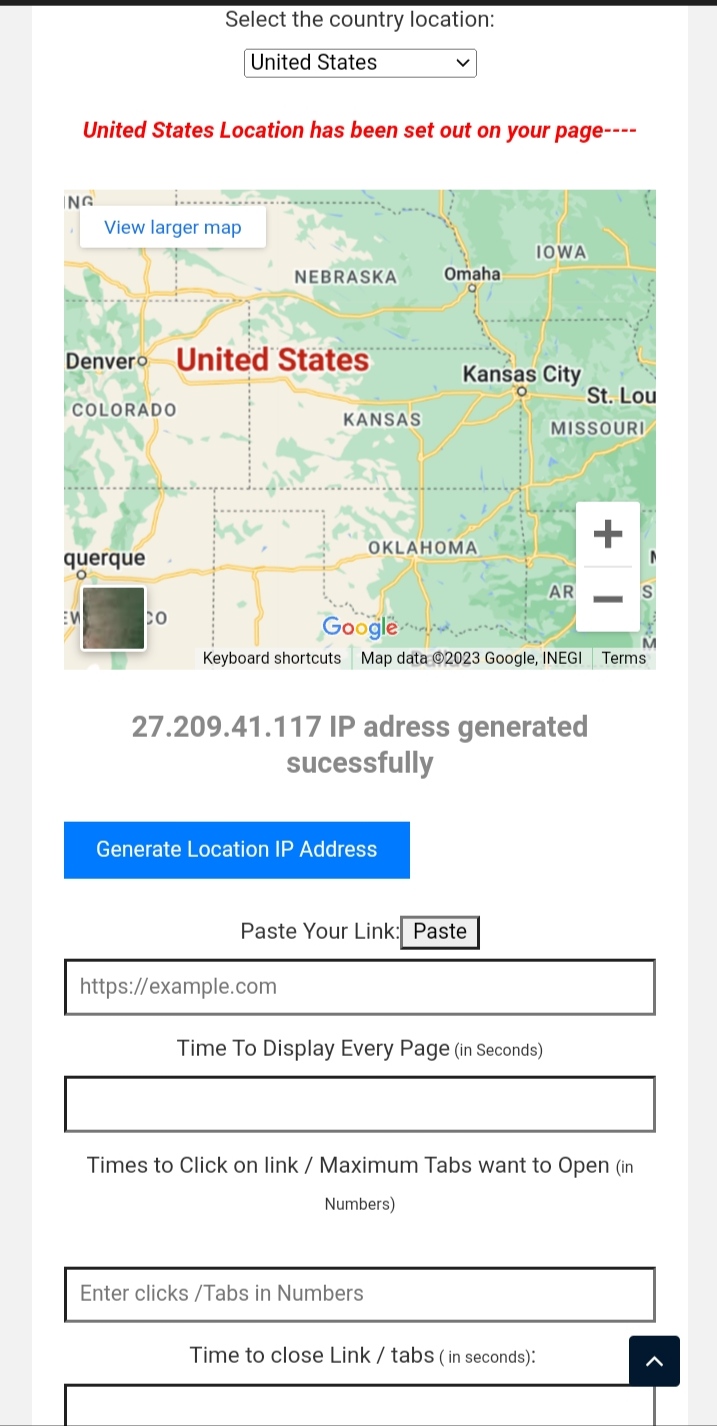 Select the country location:
United States
United States Location has been set out on your page----
NG
View larger map
IOWA
NEBRASKA
Omaha
Denver
United States
Kansas City
St. Lou
COLORADO
KANSAS
MISSOURI
querque
OKLAHOMA
AR
S
CO
Google
M
Keyboard shortcuts
Map data ©2023 Google, INEGI
Terms
27.209.41.117 IP adress generated
sucessfully
Generate Location IP Address
Paste Your Link:
Paste
https://example.com
Time To Display Every Page (in Seconds)
Times to Click on link / Maximum Tabs want to Open (in
Numbers)
Enter clicks /Tabs in Numbers
Time to close Link / tabs ( in seconds):